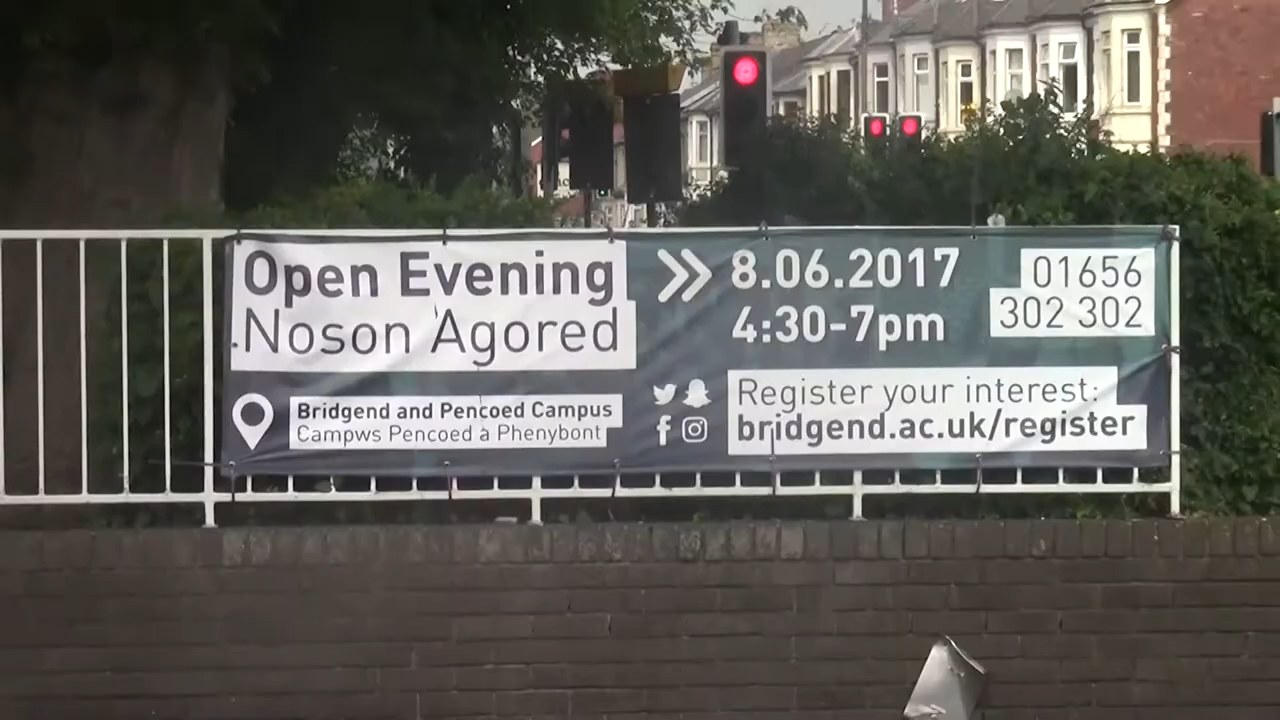 Open Evening
Noson Agored
Bridgend and Pencoed Campus
Campws Pencoed a Phenybont
8.06.2017
4:30-7pm
01656
302 302
Register your interest:
bridgend.ac.uk/register